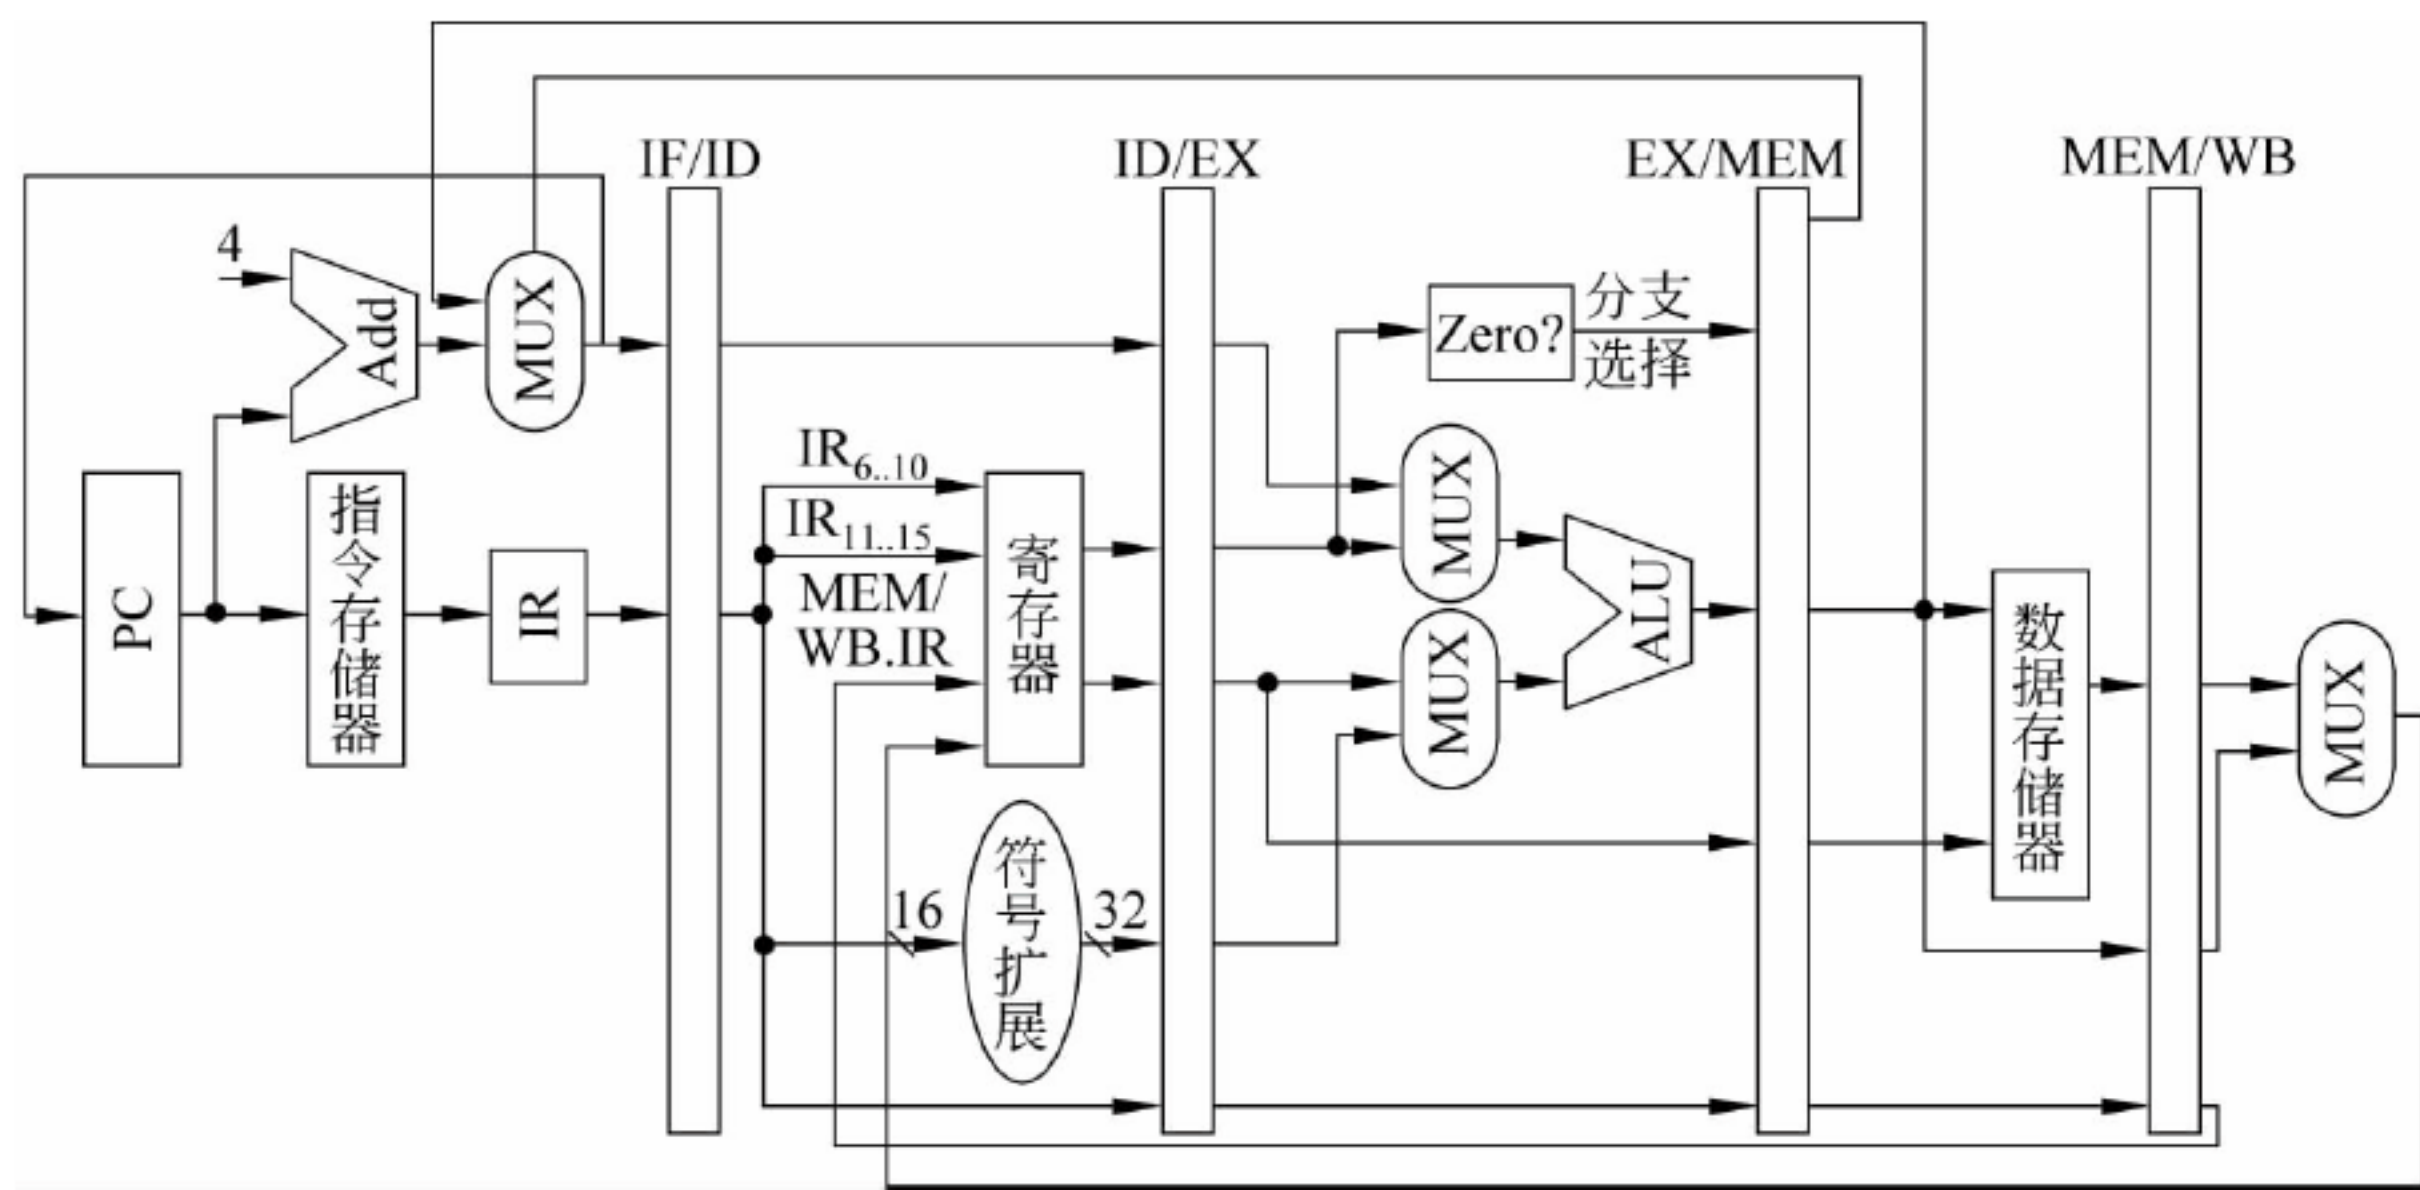 IF/ID
ID/EX
EX/MEM
MEM/WB
4
Add
MUX
Zero?
分支
选择
IR6..10
IR11..15
MEM/
WB.IR
PC
指令存储器
IR
寄存器
MUX
MUX
ALU
数据存储器
MUX
16
符号扩展
32